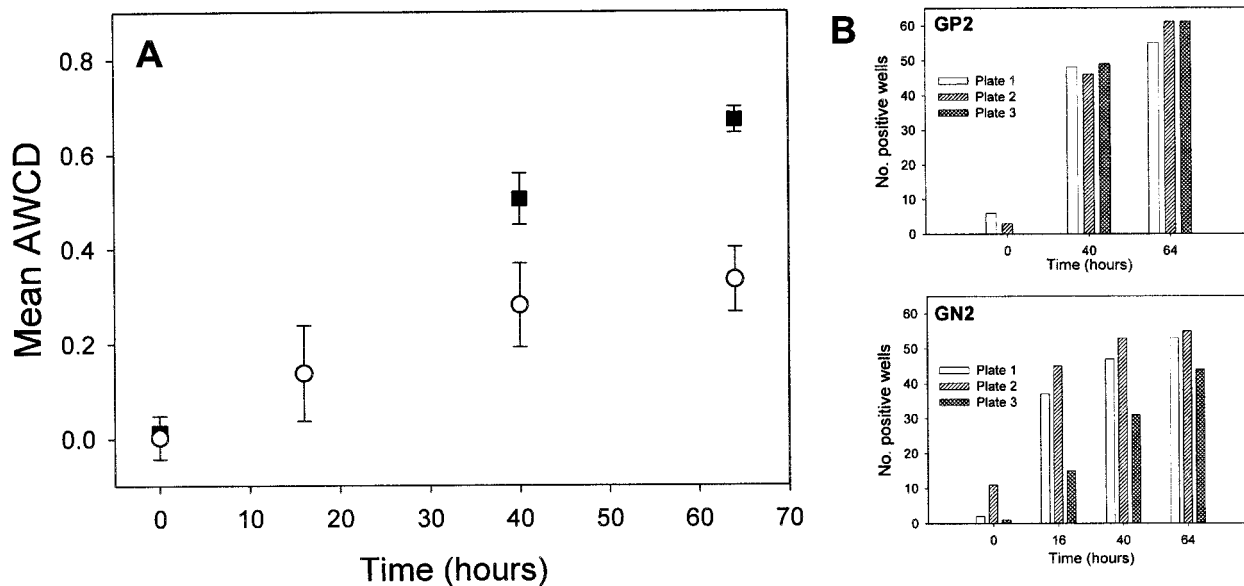 A
Mean AWCD
0.8
0.6
0.4
0.2
0.0
0 10 20 30 40 50 60 70
Time (hours)
B
GP2
No. positive wells
60
50
40
30
20
10
0
Plate 1
Plate 2
Plate 3
0 40 64
Time (hours)
GN2
No. positive wells
60
50
40
30
20
10
0
Plate 1
Plate 2
Plate 3
0 16 40 64
Time (hours)